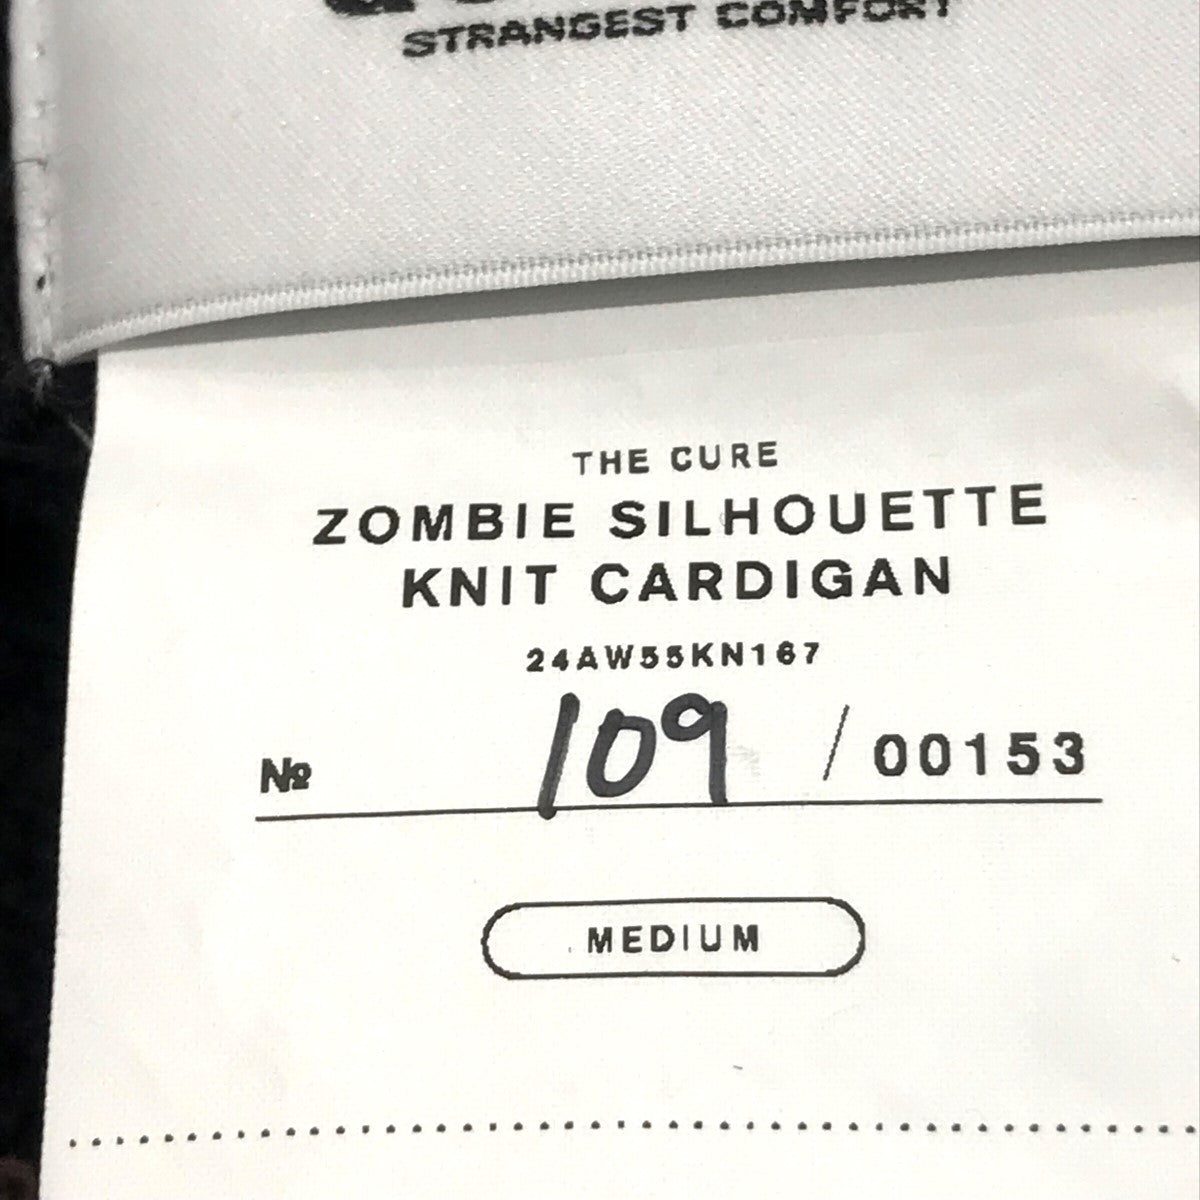 STRANGEST COMFORT
THE CURE
ZOMBIE SILHOUETTE
KNIT CARDIGAN
24AW55KN167
№ 109 / 00153
MEDIUM